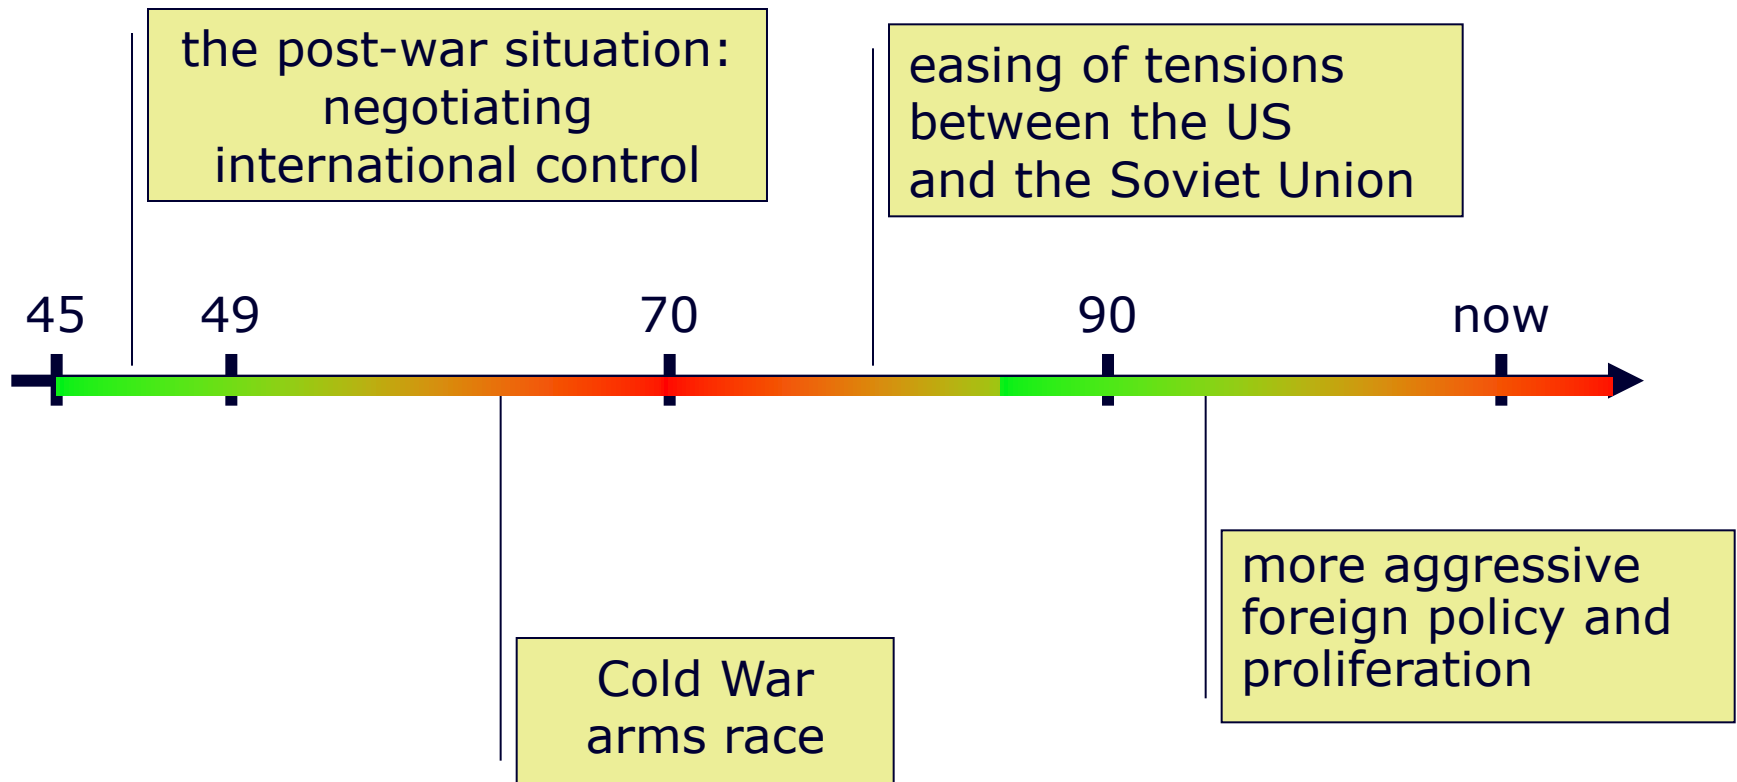 the post-war situation:
negotiating
international control
easing of tensions
between the US
and the Soviet Union
45
49
70
90
now
Cold War
arms race
more aggressive
foreign policy and
proliferation